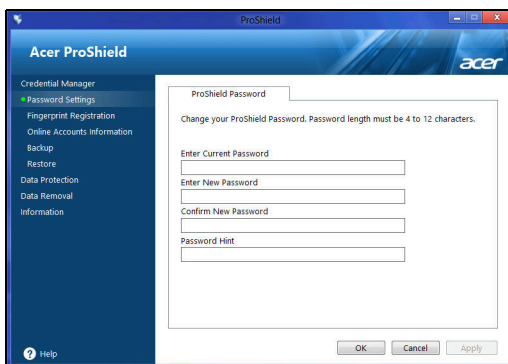 ProShield
Acer ProShield
acer
Credential Manager
Password Settings
Fingerprint Registration
Online Accounts Information
Backup
Restore
Data Protection
Data Removal
Information
Help
ProShield Password
Change your ProShield Password. Password length must be 4 to 12 characters.
Enter Current Password
Enter New Password
Confirm New Password
Password Hint
OK
Cancel
Apply